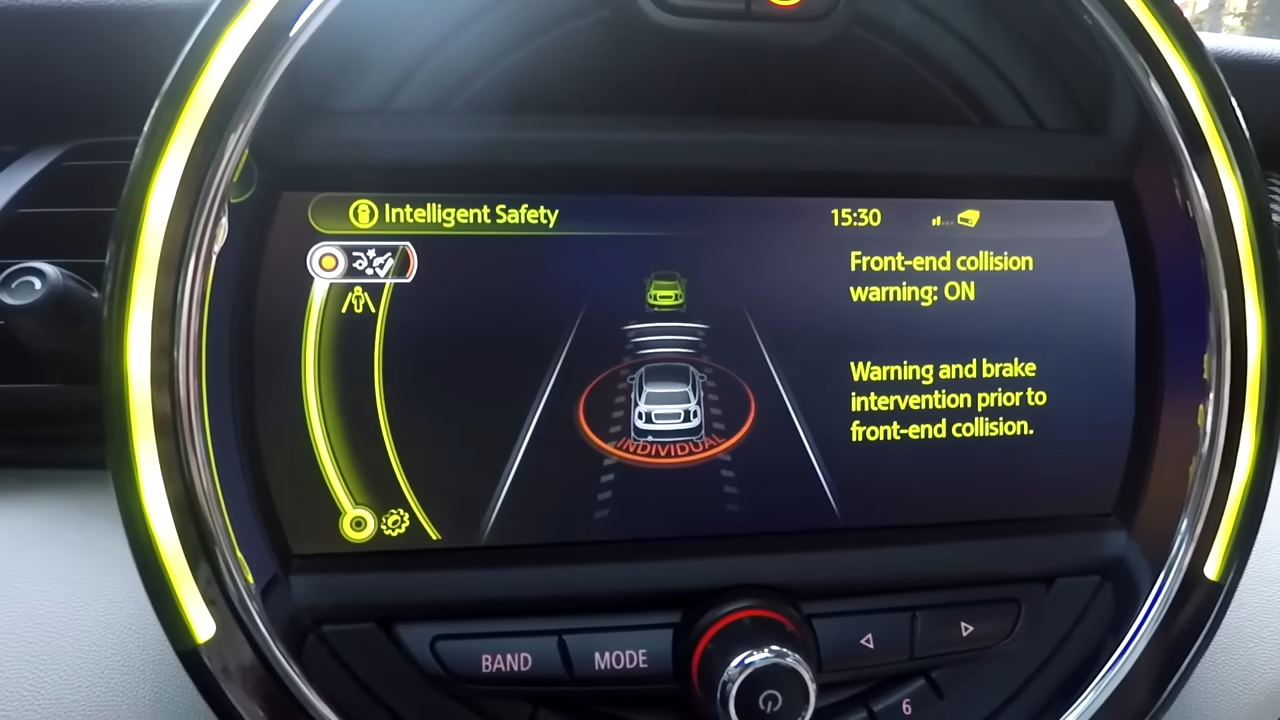 Intelligent Safety
15:30
Front-end collision
warning: ON
Warning and brake
intervention prior to
front-end collision.
INDIVIDUAL
BAND
MODE
6